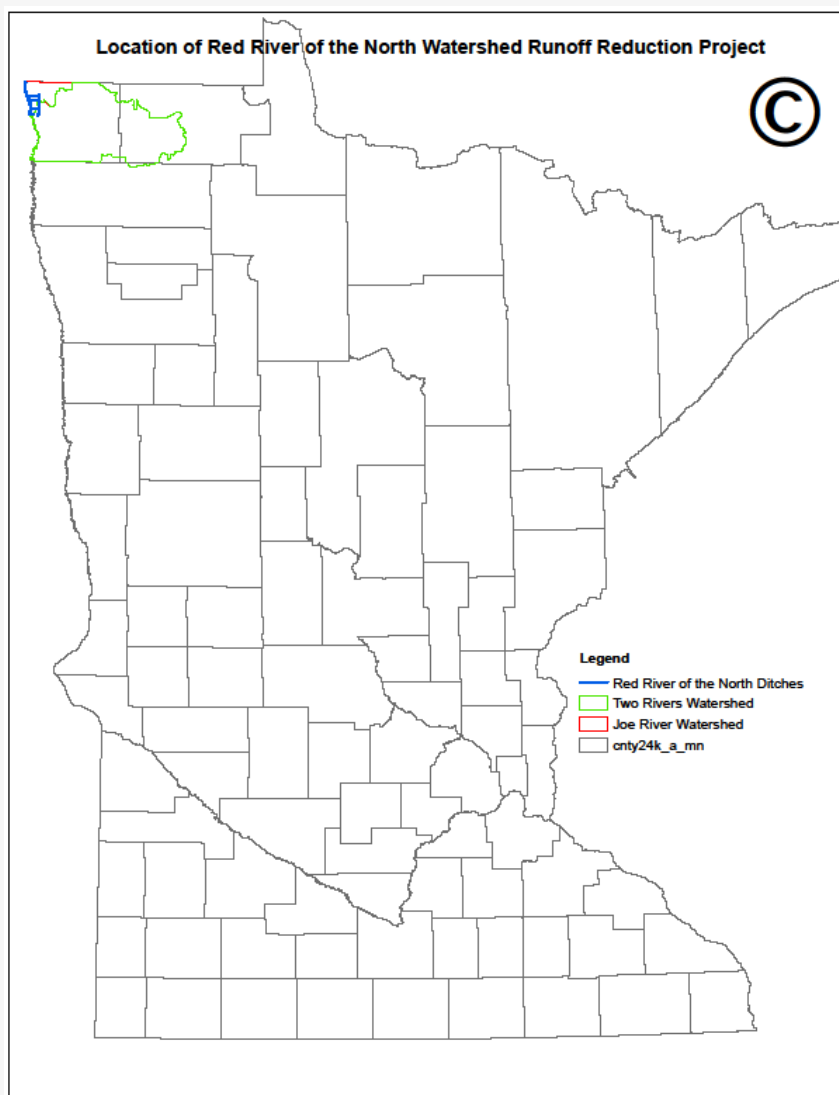 Location of Red River of the North Watershed Runoff Reduction Project
©
Legend
Red River of the North Ditches
Two Rivers Watershed
Joe River Watershed
cnty24k_a_mn